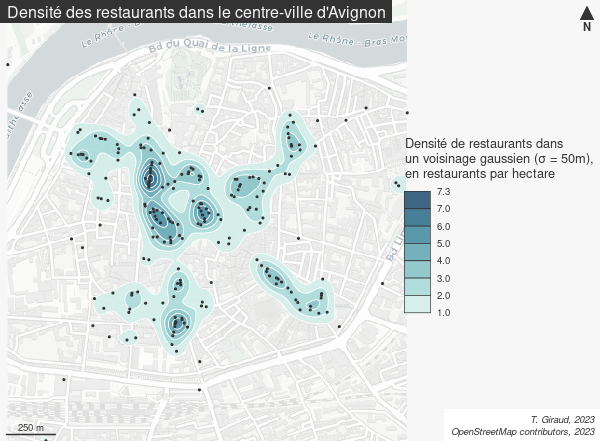 Densité des restaurants dans le centre-ville d'Avignon
N
Le Rhône - Bras
Le Rhône - Bras Mor
Bd du Quai de la Ligne
Densité de restaurants dans
un voisinage gaussien (σ = 50m),
en restaurants par hectare
7.3
7.0
6.0
5.0
4.0
3.0
2.0
1.0
250 m
T. Giraud, 2023
OpenStreetMap contributors, 2023